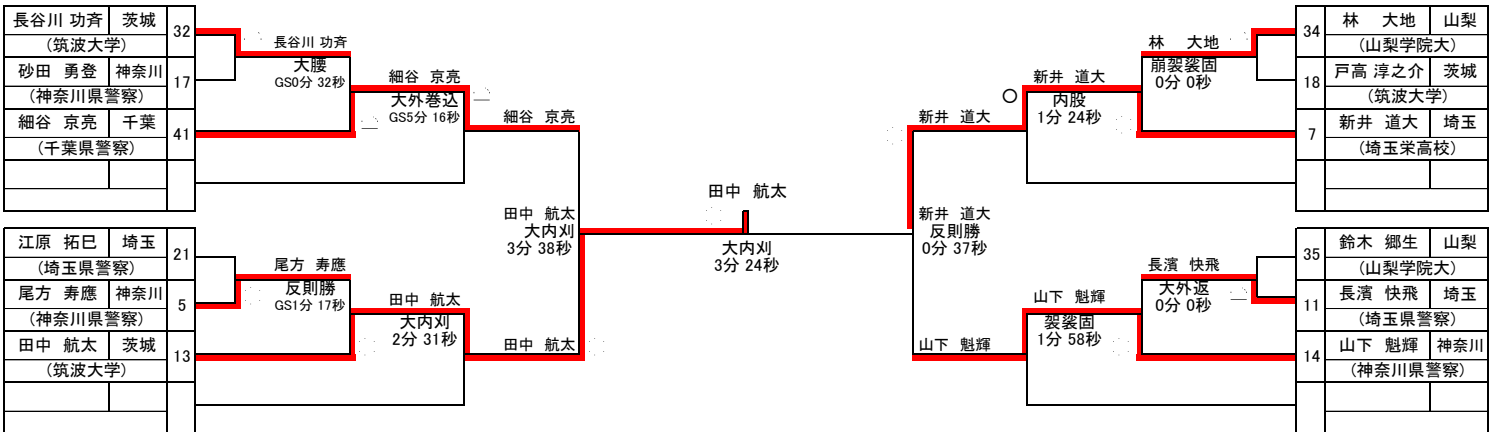 長谷川 功斉 茨城
(筑波大学)
32
砂田 勇登 神奈川
(神奈川県警察)
17
細谷 京亮 千葉
(千葉県警察)
41
江原 拓巳 埼玉
(埼玉県警察)
21
尾方 寿應 神奈川
(神奈川県警察)
5
田中 航太 茨城
(筑波大学)
13
長谷川 功斉
大腰
GS0分 32秒
細谷 京亮
大外巻込
GS5分 16秒
細谷 京亮
尾方 寿應
反則勝
GS1分 17秒
田中 航太
大内刈
2分 31秒
田中 航太
田中 航太
大内刈
3分 38秒
田中 航太
大内刈
3分 24秒
新井 道大
反則勝
0分 37秒
新井 道大
新井 道大
○
内股
1分 24秒
林 大地
崩袈裟固
0分 0秒
山下 魁輝
山下 魁輝
袈裟固
1分 58秒
長濱 快飛
大外返
0分 0秒
34
林 大地 山梨
(山梨学院大)
18
戸高 淳之介 茨城
(筑波大学)
7
新井 道大 埼玉
(埼玉栄高校)
35
鈴木 郷生 山梨
(山梨学院大)
11
長濱 快飛 埼玉
(埼玉県警察)
14
山下 魁輝 神奈川
(神奈川県警察)